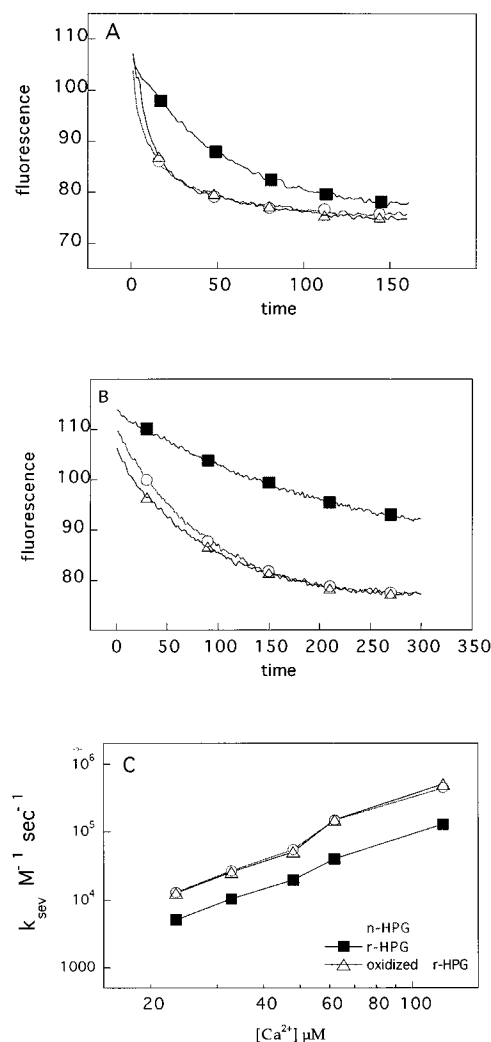 A
110
100
90
80
70
fluorescence
0
50
100
150
time
B
110
100
90
80
fluorescence
0
50
100
150
200
250
300
350
time
C
10^6
10^5
10^4
1000
k_sev M^-1 sec^-1
n-HPG
r-HPG
oxidized r-HPG
20
40
60
80
100
[Ca^2+] µM